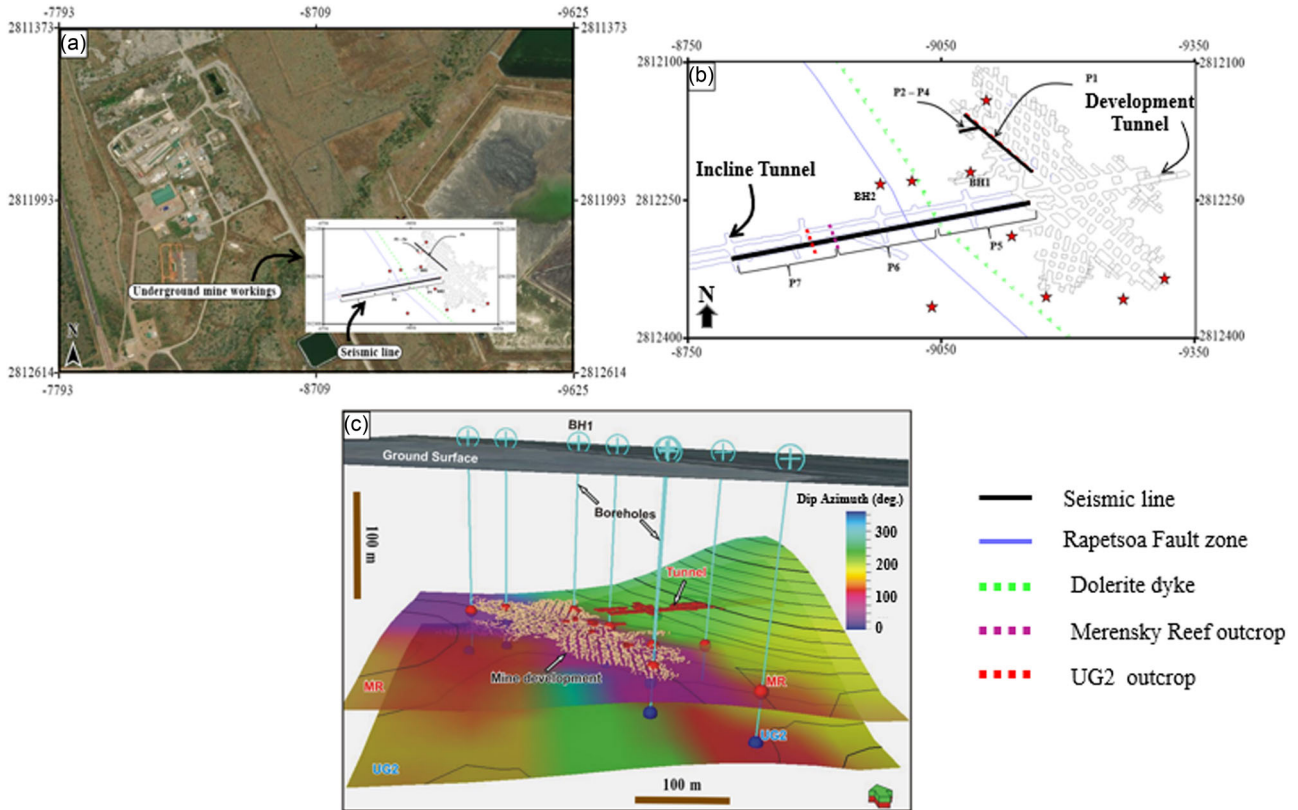 -7793
-8709
-9625
2811373
2811373
(a)
2811993
2811993
Underground mine workings
Seismic line
N
2812614
2812614
-7793
-8709
-9625
-8750
-9050
-9350
2812100
2812100
(b)
P1
P2 – P4
Development
Tunnel
Incline Tunnel
BH1
BH2
2812250
2812250
P5
P6
P7
N
2812400
2812400
-8750
-9050
-9350
(c)
BH1
Ground Surface
Dip Azimuth (deg.)
Boreholes
300
200
100
0
100 m
Tunnel
Mine development
MR
MR
UG2
UG2
100 m
Seismic line
Rapetsoa Fault zone
Dolerite dyke
Merensky Reef outcrop
UG2 outcrop